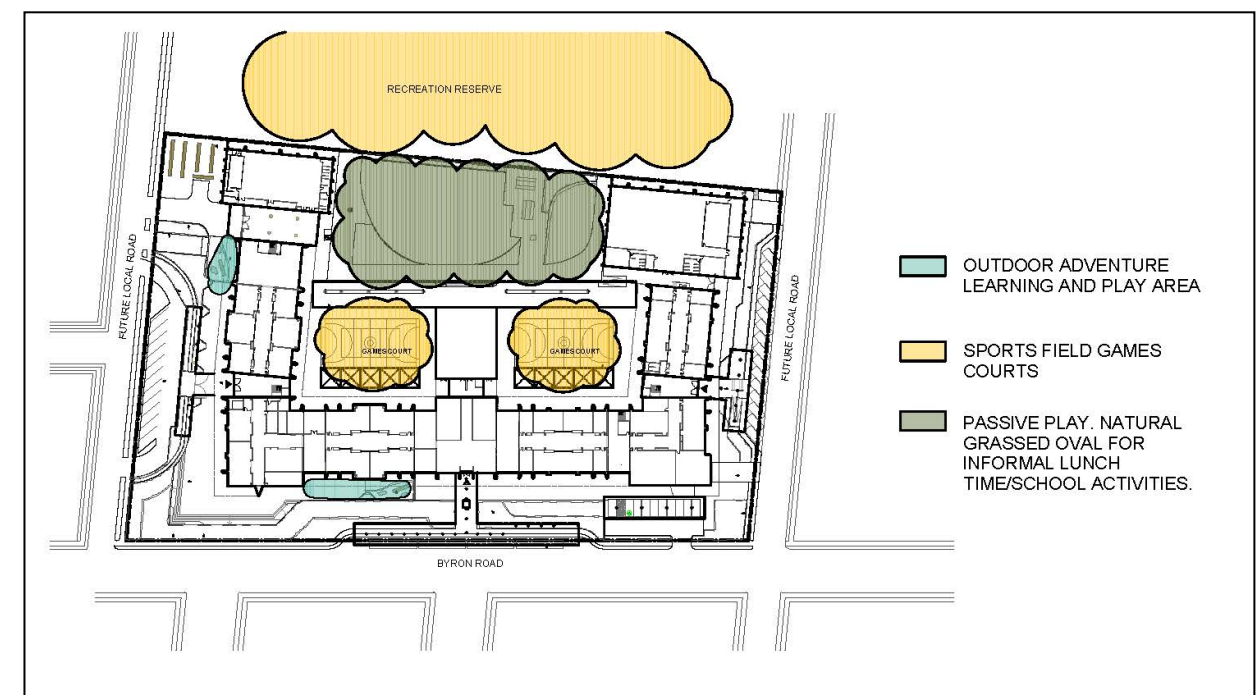 RECREATION RESERVE
FUTURE LOCAL ROAD
FUTURE LOCAL ROAD
GAMES COURT
GAMES COURT
BYRON ROAD
OUTDOOR ADVENTURE
LEARNING AND PLAY AREA
SPORTS FIELD GAMES
COURTS
PASSIVE PLAY. NATURAL
GRASSED OVAL FOR
INFORMAL LUNCH
TIME/SCHOOL ACTIVITIES.